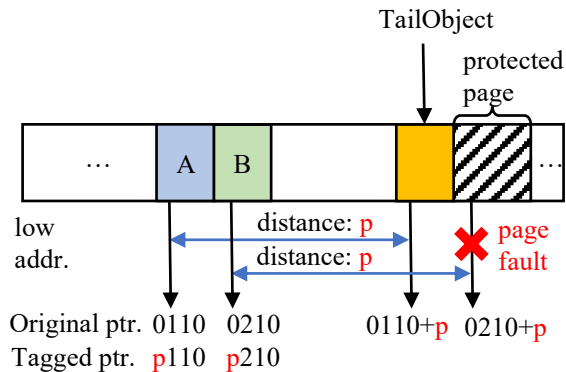 TailObject
protected
page
...
A
B
...
low
addr.
distance: p
distance: p
page
fault
Original ptr. 0110 0210 0110+p 0210+p
Tagged ptr. p110 p210